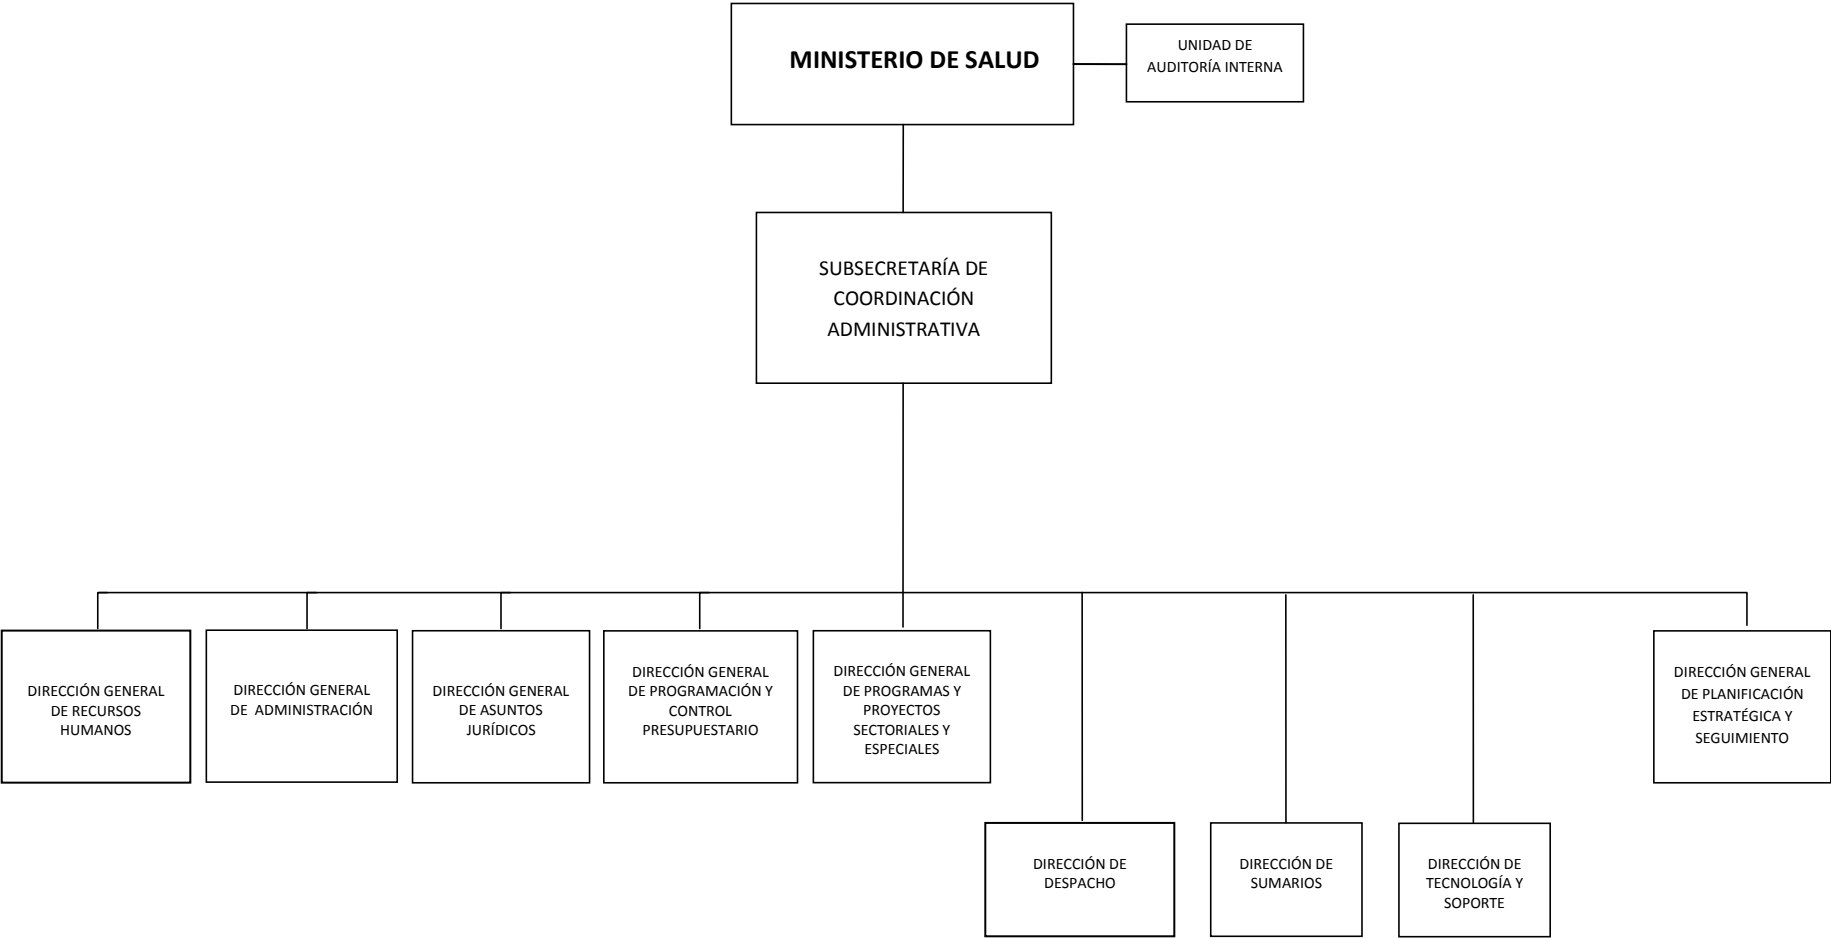 MINISTERIO DE SALUD
UNIDAD DE
AUDITORÍA INTERNA
SUBSECRETARÍA DE
COORDINACIÓN
ADMINISTRATIVA
DIRECCIÓN GENERAL
DE RECURSOS
HUMANOS
DIRECCIÓN GENERAL
DE ADMINISTRACIÓN
DIRECCIÓN GENERAL
DE ASUNTOS
JURÍDICOS
DIRECCIÓN GENERAL
DE PROGRAMACIÓN Y
CONTROL
PRESUPUESTARIO
DIRECCIÓN GENERAL
DE PROGRAMAS Y
PROYECTOS
SECTORIALES Y
ESPECIALES
DIRECCIÓN GENERAL
DE PLANIFICACIÓN
ESTRATÉGICA Y
SEGUIMIENTO
DIRECCIÓN DE
DESPACHO
DIRECCIÓN DE
SUMARIOS
DIRECCIÓN DE
TECNOLOGÍA Y
SOPORTE